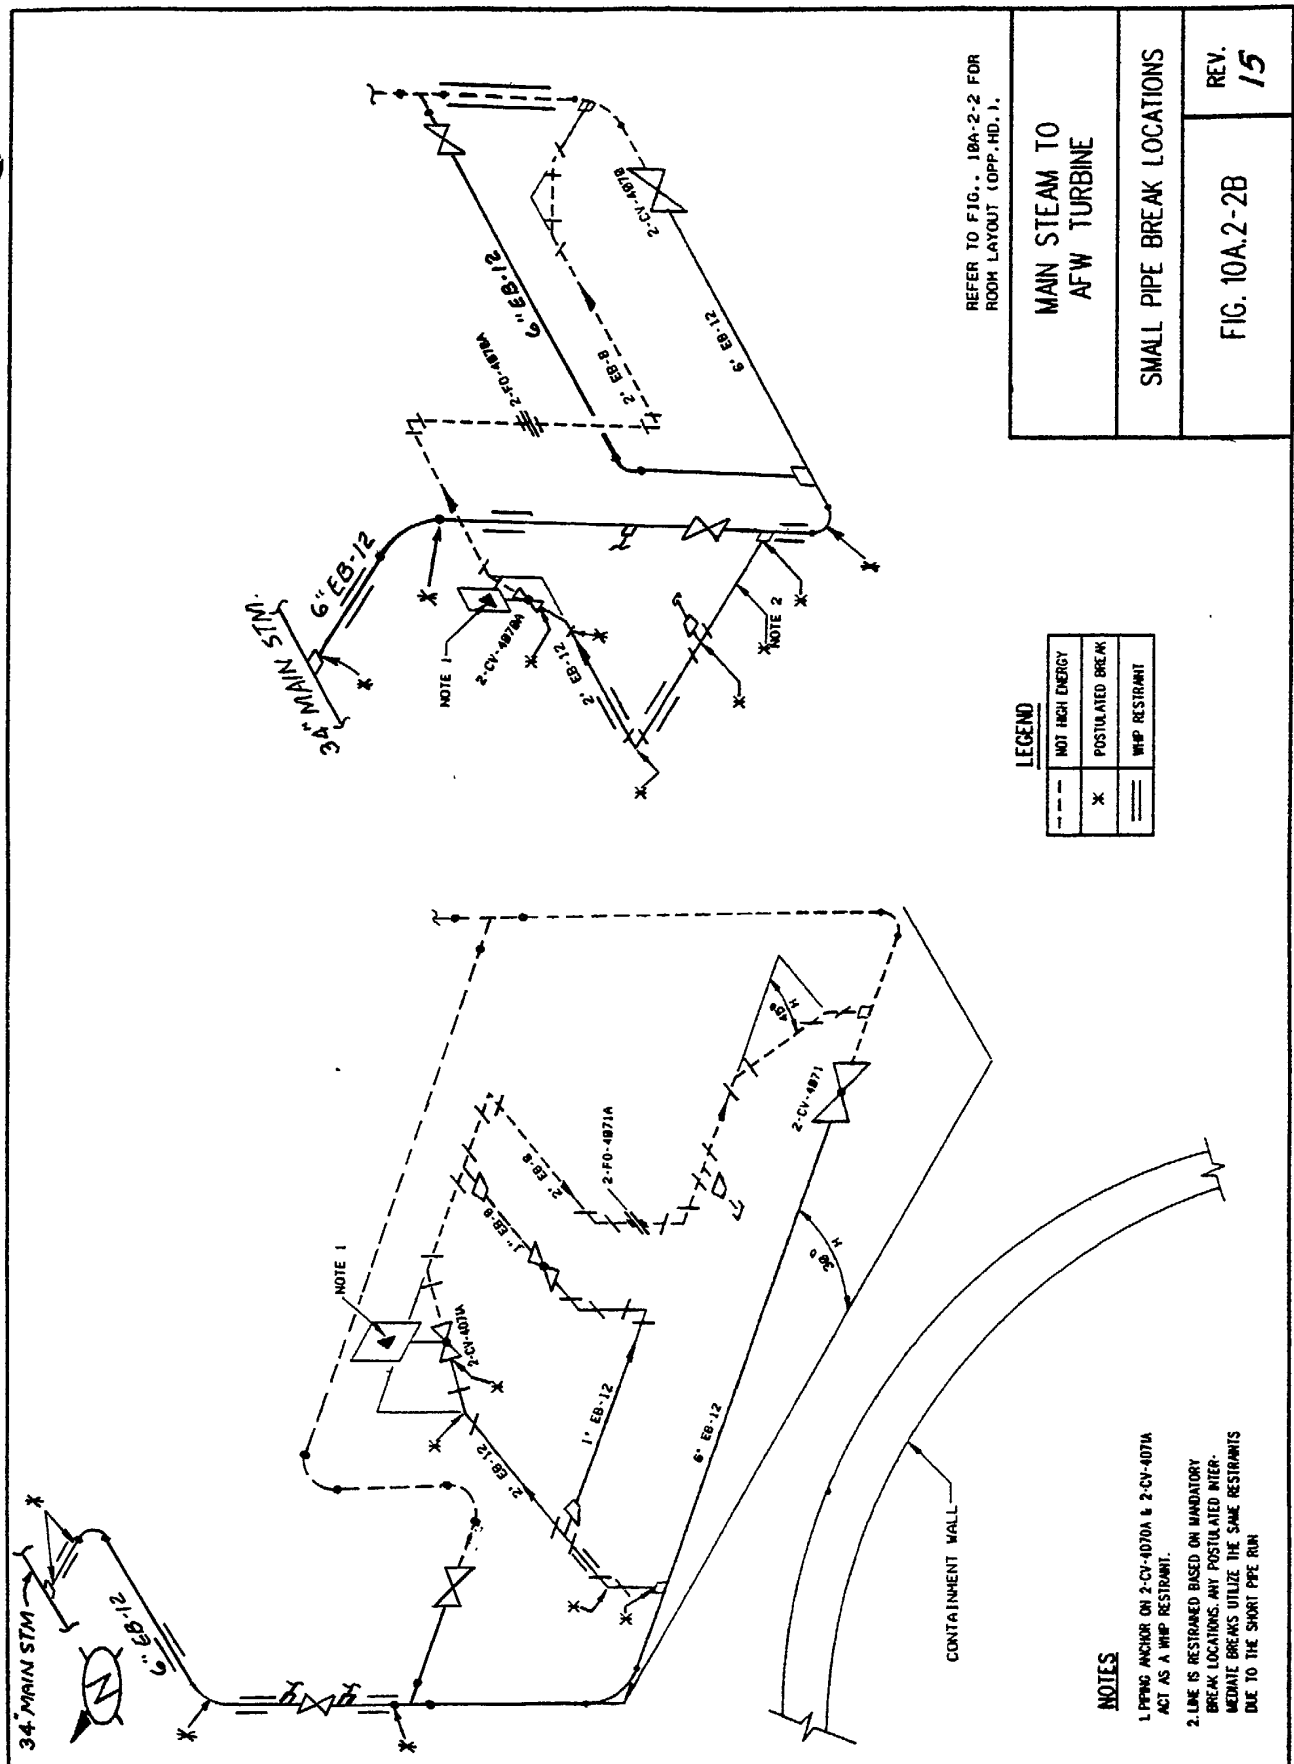 34" MAIN STM
6" EB-12
N
NOTE 1
2-CV-4071A
2" EB-12
1" EB-12
1" EB-8
2" EB-8
2-FO-4071A
45°
H
2-CV-4071
6" EB-12
30°
H
CONTAINMENT WALL
NOTES
1. PIPING ANCHOR ON 2-CV-4070A & 2-CV-4071A
ACT AS A WHIP RESTRAINT.
2. LINE IS RESTRAINED BASED ON MANDATORY
BREAK LOCATIONS. ANY POSTULATED INTER-
MEDIATE BREAKS UTILIZE THE SAME RESTRAINTS
DUE TO THE SHORT PIPE RUN
34" MAIN STM.
6" EB-12
NOTE 1
2-CV-4070A
2" EB-12
NOTE 2
2-FO-4070A
6" EB-12
2" EB-8
2-CV-4070
6" EB-12
LEGEND
NOT HIGH ENERGY
POSTULATED BREAK
WHIP RESTRAINT
REFER TO FIG.. 10A-2-2 FOR
ROOM LAYOUT (OPP.HD.).
MAIN STEAM TO
AFW TURBINE
SMALL PIPE BREAK LOCATIONS
FIG. 10A.2-2B
REV.
15